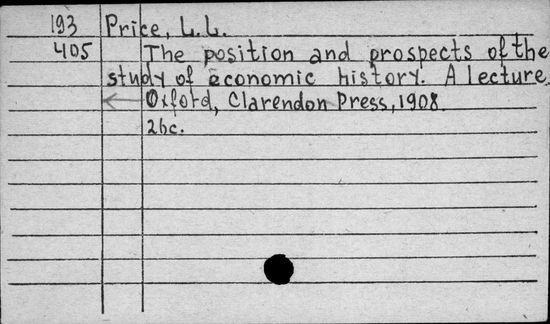 193 Price, L. L.
405 The position and prospects of the
study of economic history. A lecture.
Oxford, Clarendon Press, 1908.
26c.